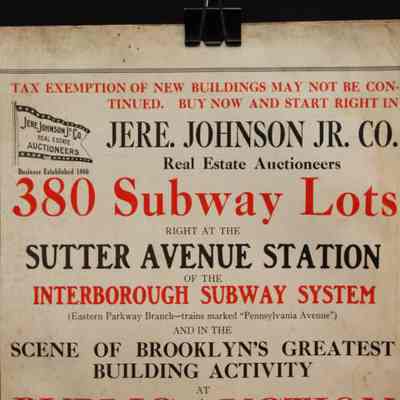 TAX EXEMPTION OF NEW BUILDINGS MAY NOT BE CON-
TINUED. BUY NOW AND START RIGHT IN
JERE. JOHNSON JR. CO.
REAL ESTATE
AUCTIONEERS
Business Established 1866
JERE. JOHNSON JR. CO.
Real Estate Auctioneers
380 Subway Lots
RIGHT AT THE
SUTTER AVENUE STATION
OF THE
INTERBOROUGH SUBWAY SYSTEM
(Eastern Parkway Branch—trains marked "Pennsylvania Avenue")
AND IN THE
SCENE OF BROOKLYN'S GREATEST
BUILDING ACTIVITY
AT
PUBLIC AUCTION